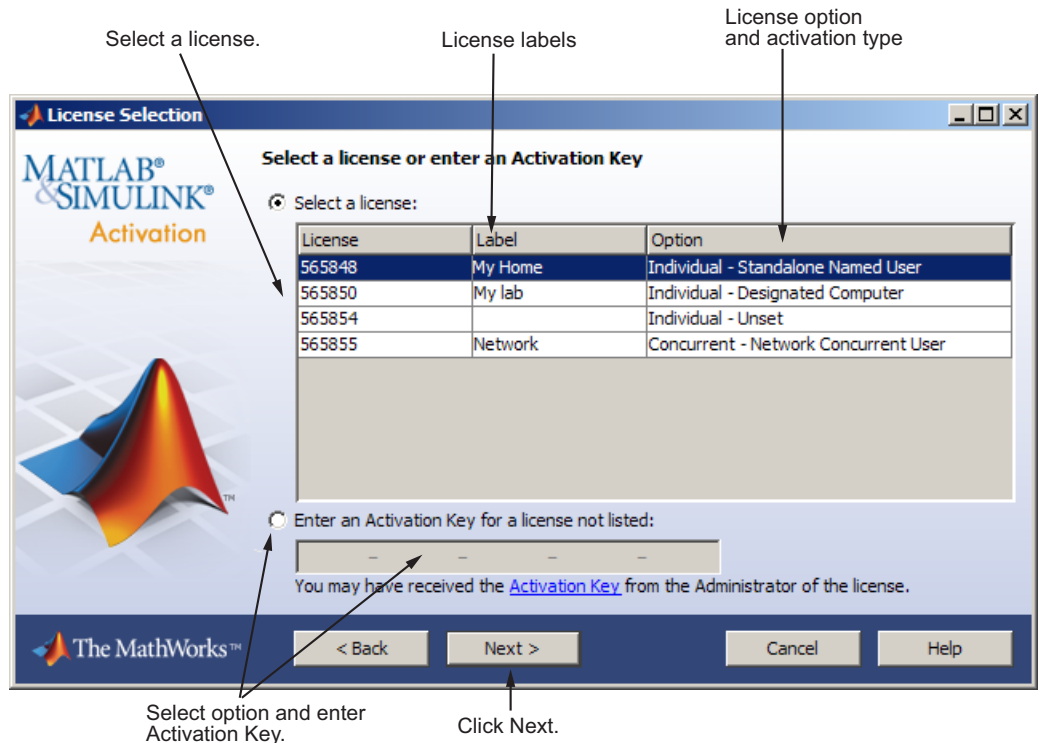 Select a license.
License labels
License option
and activation type
License Selection
MATLAB®
&SIMULINK®
Activation
Select a license or enter an Activation Key
Select a license:
License Label Option
565848 My Home Individual - Standalone Named User
565850 My lab Individual - Designated Computer
565854 Individual - Unset
565855 Network Concurrent - Network Concurrent User
TM
Enter an Activation Key for a license not listed:
– – – –
You may have received the Activation Key from the Administrator of the license.
The MathWorks™
< Back Next > Cancel Help
Select option and enter
Activation Key.
Click Next.